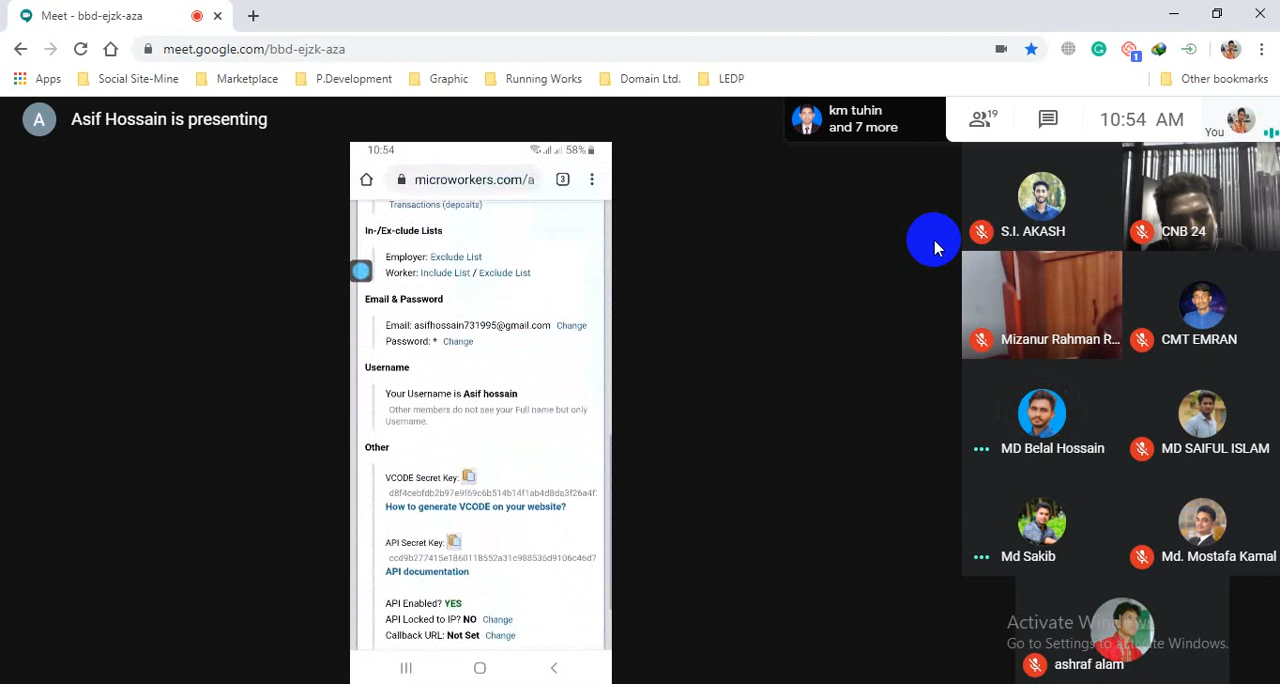 Meet - bbd-ejzk-aza
meet.google.com/bbd-ejzk-aza
1
Apps Social Site-Mine Marketplace P.Development Graphic Running Works Domain Ltd. LEDP Other bookmarks
A Asif Hossain is presenting
km tuhin
and 7 more
19
10:54 AM
You
10:54 58%
microworkers.com/a 3
Transactions (deposits)
In-/Ex-clude Lists
Employer: Exclude List
Worker: Include List / Exclude List
Email & Password
Email: asifhossain731995@gmail.com Change
Password: * Change
Username
Your Username is Asif hossain
Other members do not see your Full name but only
Username.
Other
VCODE Secret Key:
How to generate VCODE on your website?
API Secret Key:
API documentation
API Enabled? YES
API Locked to IP? NO Change
Callback URL: Not Set Change
S.I. AKASH
CNB 24
Mizanur Rahman R...
CMT EMRAN
MD Belal Hossain
MD SAIFUL ISLAM
Md Sakib
Md. Mostafa Kamal
ashraf alam
Activate Windows
Go to Settings to activate Windows.